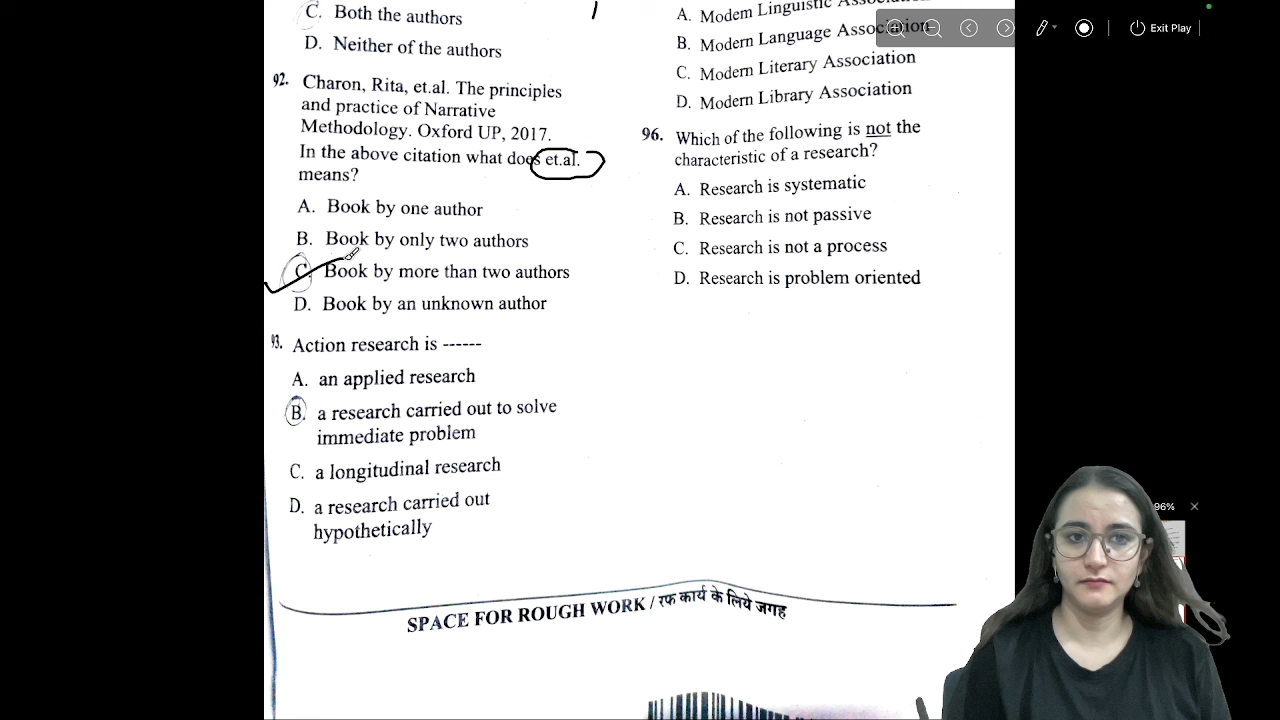 C. Both the authors
D. Neither of the authors
92. Charon, Rita, et.al. The principles
and practice of Narrative
Methodology. Oxford UP, 2017.
In the above citation what does et.al.
means?
A. Book by one author
B. Book by only two authors
C. Book by more than two authors
D. Book by an unknown author
93. Action research is ------
A. an applied research
B. a research carried out to solve
immediate problem
C. a longitudinal research
D. a research carried out
hypothetically
A. Modern Linguistic Association
B. Modern Language Association
C. Modern Literary Association
D. Modern Library Association
96. Which of the following is not the
characteristic of a research?
A. Research is systematic
B. Research is not passive
C. Research is not a process
D. Research is problem oriented
SPACE FOR ROUGH WORK / रफ कार्य के लिये जगह
Exit Play
96%